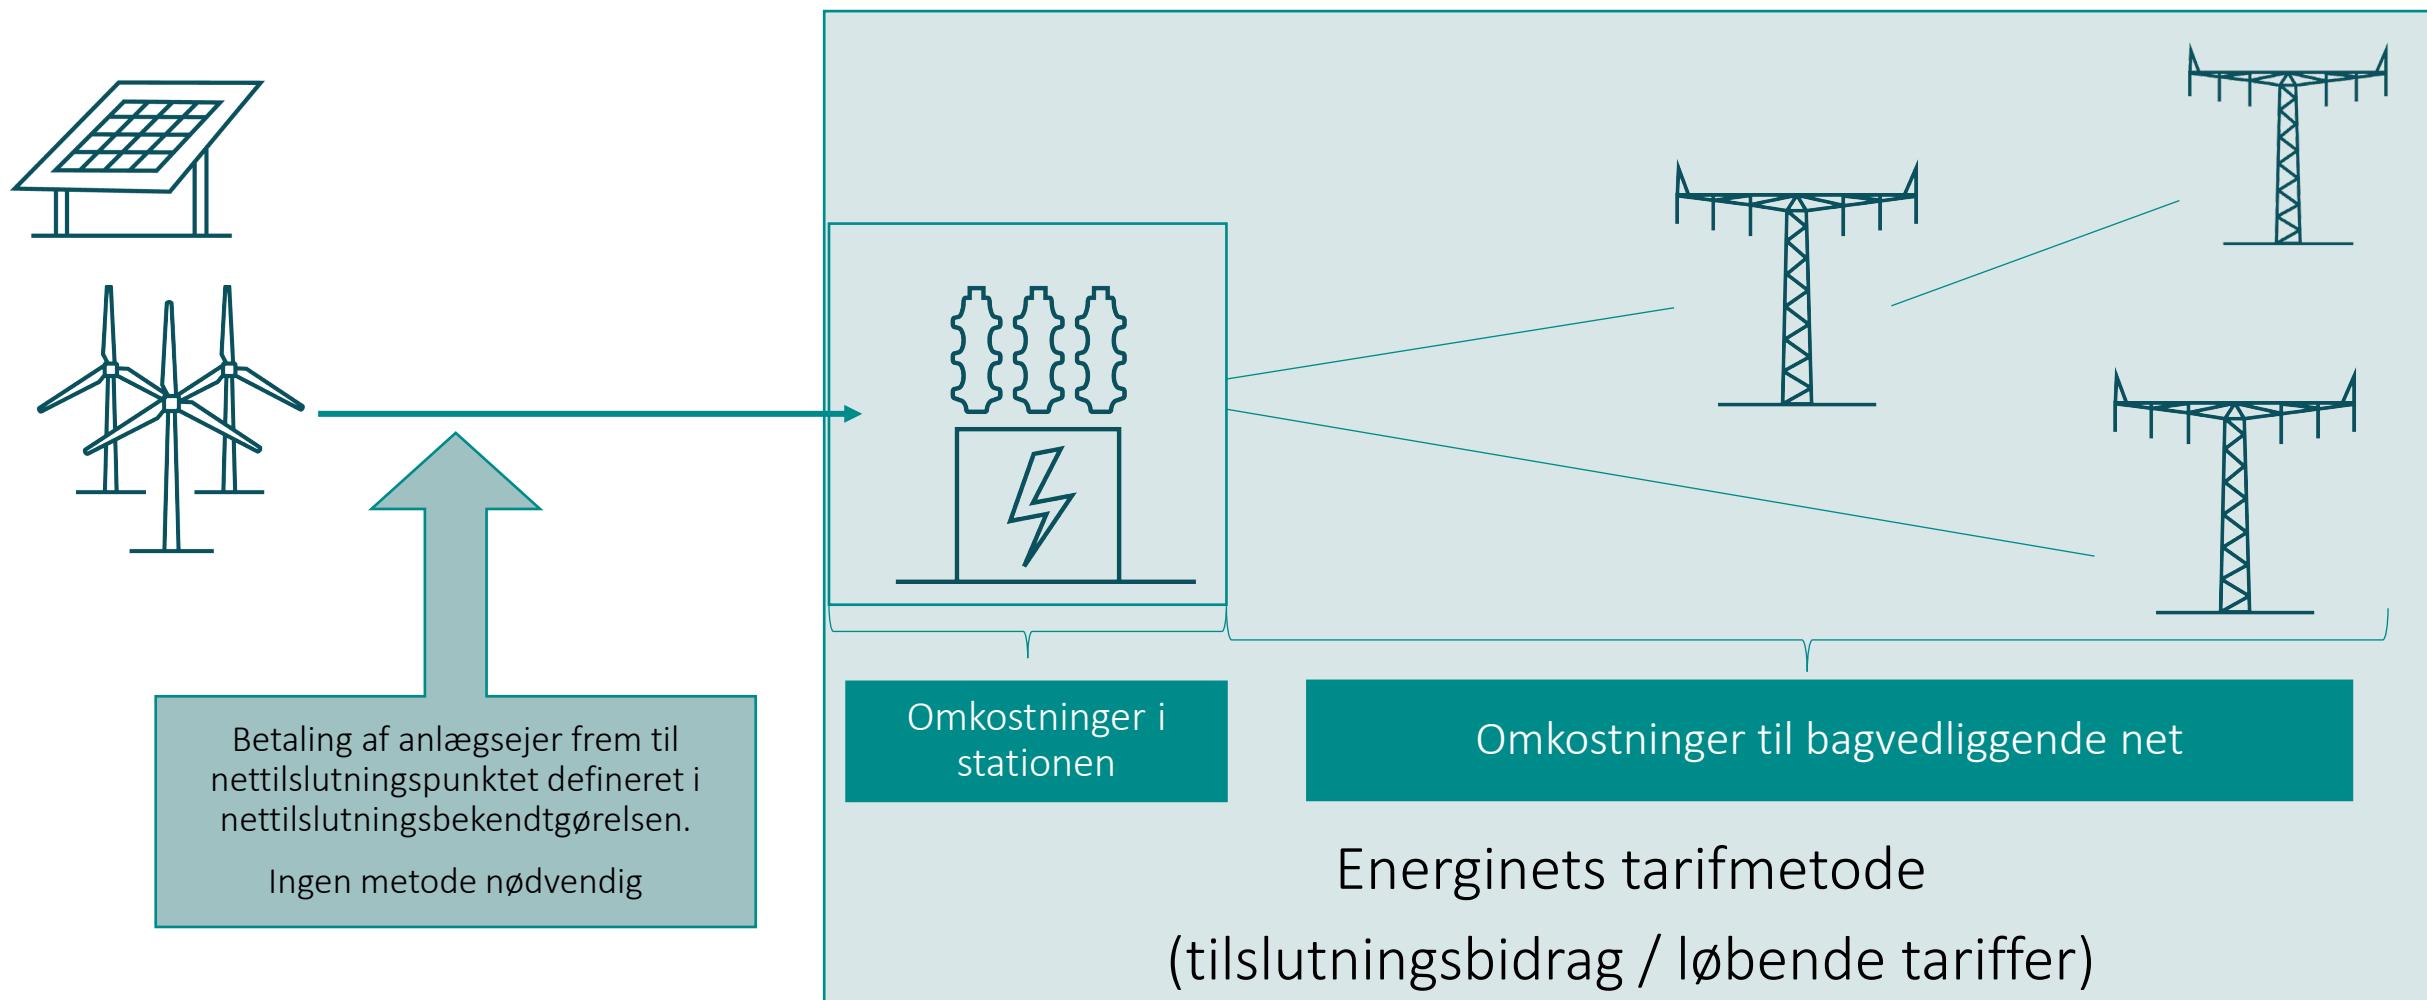 Betaling af anlægsejer frem til
nettilslutningspunktet defineret i
nettilslutningsbekendtgørelsen.
Ingen metode nødvendig
Omkostninger i
stationen
Omkostninger til bagvedliggende net
Energinets tarifmetode
(tilslutningsbidrag / løbende tariffer)